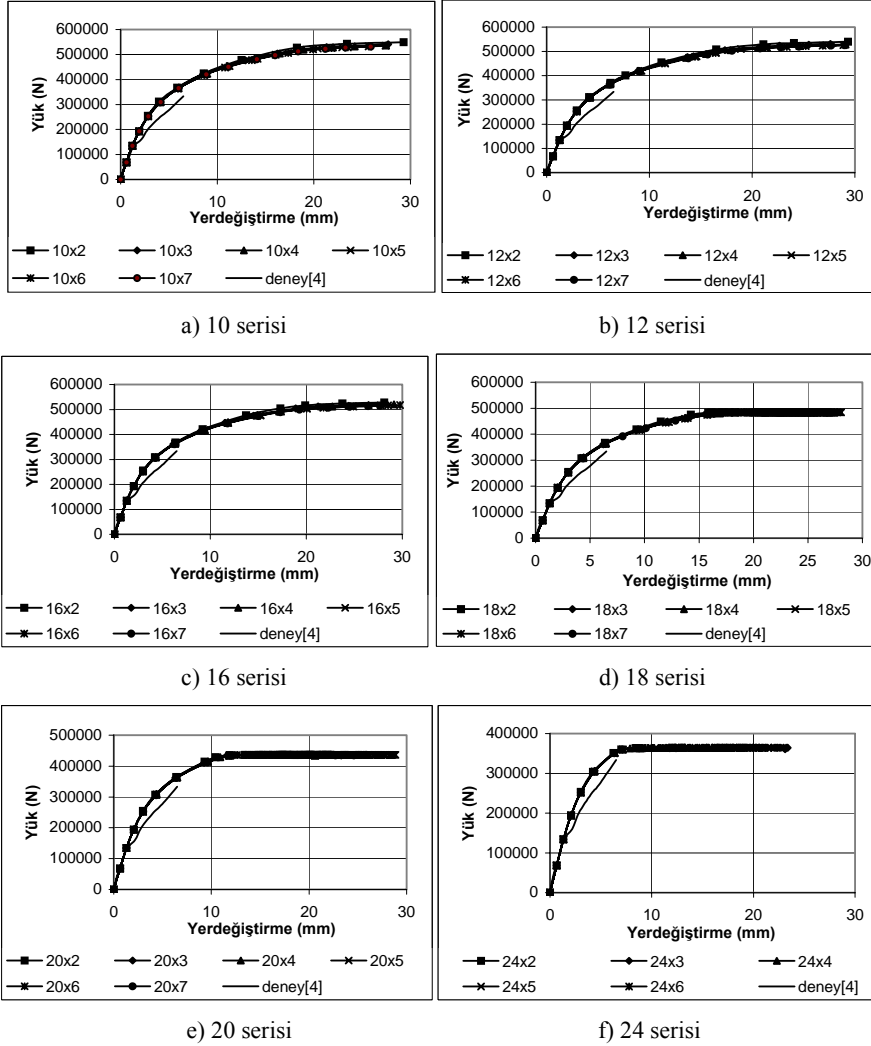 600000
500000
400000
300000
200000
100000
0
Yük (N)
0 10 20 30
Yerdeğiştirme (mm)
10x2 10x3 10x4 10x5
10x6 10x7 deney[4]
a) 10 serisi
600000
500000
400000
300000
200000
100000
0
Yük (N)
0 10 20 30
Yerdeğiştirme (mm)
12x2 12x3 12x4 12x5
12x6 12x7 deney[4]
b) 12 serisi
600000
500000
400000
300000
200000
100000
0
Yük (N)
0 10 20 30
Yerdeğiştirme (mm)
16x2 16x3 16x4 16x5
16x6 16x7 deney[4]
c) 16 serisi
600000
500000
400000
300000
200000
100000
0
Yük (N)
0 5 10 15 20 25 30
Yerdeğiştirme (mm)
18x2 18x3 18x4 18x5
18x6 18x7 deney[4]
d) 18 serisi
500000
400000
300000
200000
100000
0
Yük (N)
0 10 20 30
Yerdeğiştirme (mm)
20x2 20x3 20x4 20x5
20x6 20x7 deney[4]
e) 20 serisi
400000
300000
200000
100000
0
Yük (N)
0 10 20 30
Yerdeğiştirme (mm)
24x2 24x3 24x4
24x5 24x6 deney[4]
f) 24 serisi